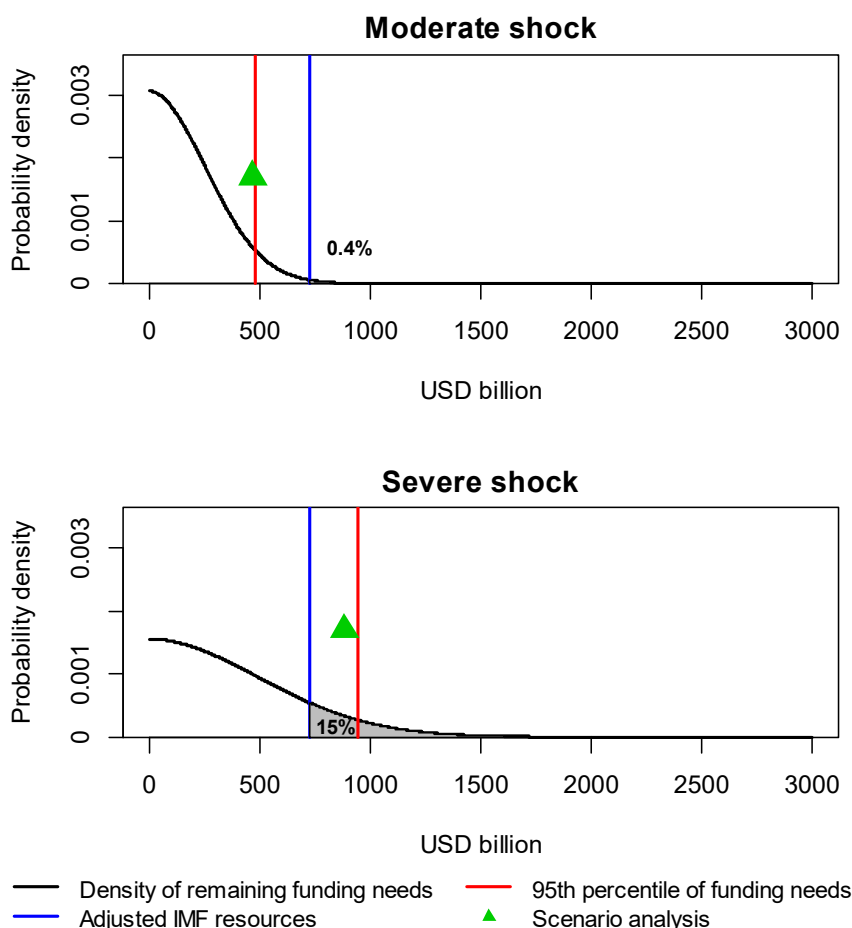 Moderate shock
Probability density
0.003
0.001
0
0.4%
0 500 1000 1500 2000 2500 3000
USD billion
Severe shock
Probability density
0.003
0.001
0
15%
0 500 1000 1500 2000 2500 3000
USD billion
Density of remaining funding needs 95th percentile of funding needs
Adjusted IMF resources Scenario analysis